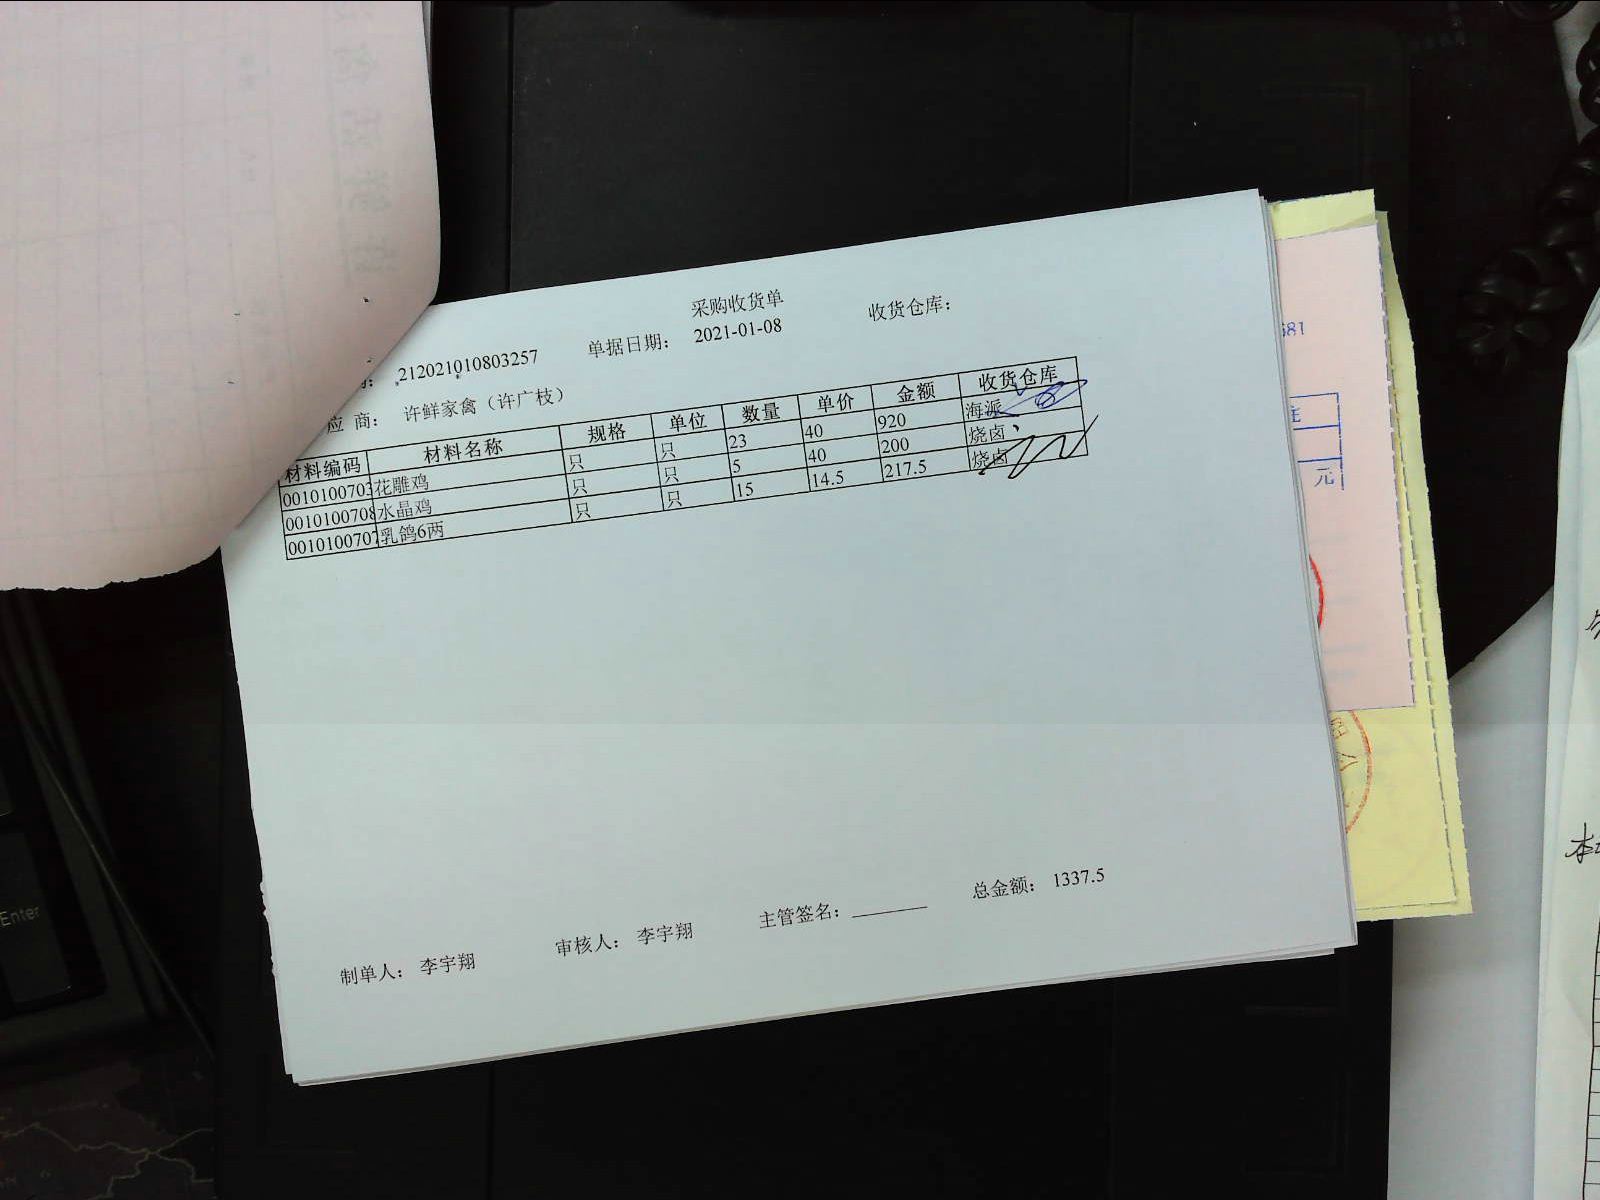 采购收货单
212021010803257 单据日期: 2021-01-08 收货仓库:
应 商: 许鲜家禽（许广枝）
材料编码 材料名称 规格 单位 数量 单价 金额 收货仓库
0010100703 花雕鸡 只 只 23 40 920 海派
0010100708 水晶鸡 只 只 5 40 200 烧卤
0010100707 乳鸽6两 只 只 15 14.5 217.5 烧卤
制单人: 李宇翔 审核人: 李宇翔 主管签名: 总金额: 1337.5
681
元
Enter